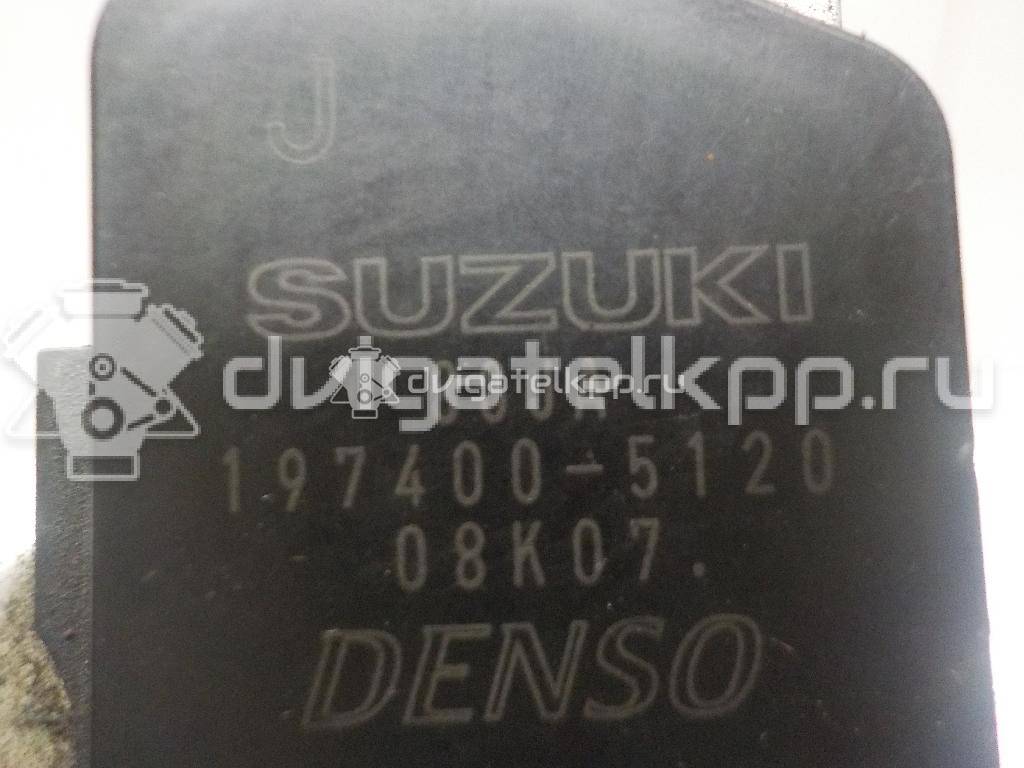 J
SUZUKI
dvigatelkpp.ru
dvigatelkpp.ru
197400-5120
08K07.
DENSO